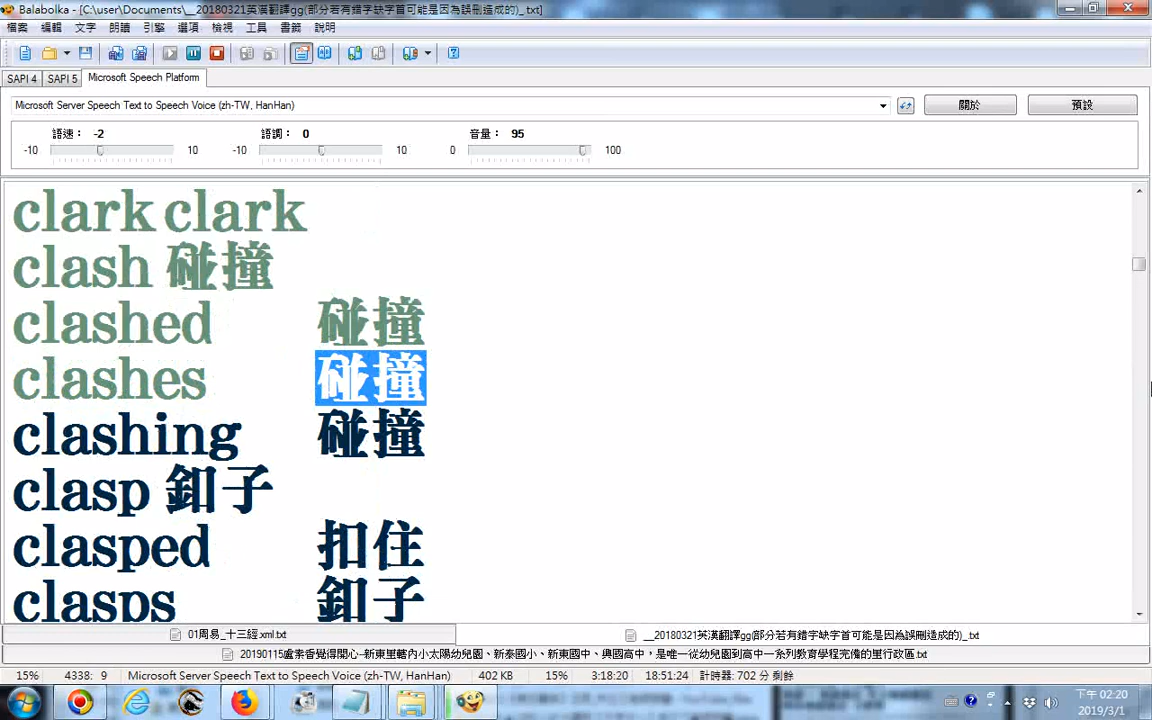 Balabolka - [C:\user\Documents\__20180321英漢翻譯gg(部分若有錯字缺字首可能是因為誤刪造成的)_.txt]
檔案 編輯 文字 朗讀 引擎 選項 檢視 工具 書籤 說明
SAPI 4 SAPI 5 Microsoft Speech Platform
Microsoft Server Speech Text to Speech Voice (zh-TW, HanHan) 關於 預設
語速： -2 語調： 0 音量： 95
-10 10 -10 10 0 100
clark clark
clash 碰撞
clashed 碰撞
clashes 碰撞
clashing 碰撞
clasp 釦子
clasped 扣住
clasps 釦子
01周易_十三經.xml.txt __20180321英漢翻譯gg(部分若有錯字缺字首可能是因為誤刪造成的)_.txt
20190115盧素香覺得開心-新東里轄內小太陽幼兒園、新泰國小、新東國中、興國高中，是唯一從幼兒園到高中一系列教育學程完備的里行政區.txt
15% 4338: 9 Microsoft Server Speech Text to Speech Voice (zh-TW, HanHan) 402 KB 15% 3:18:20 18:51:24 計時器: 702 分 剩餘
下午 02:20
2019/3/1